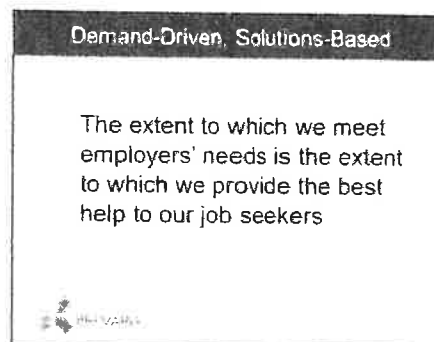 Demand-Driven, Solutions-Based
The extent to which we meet
employers' needs is the extent
to which we provide the best
help to our job seekers